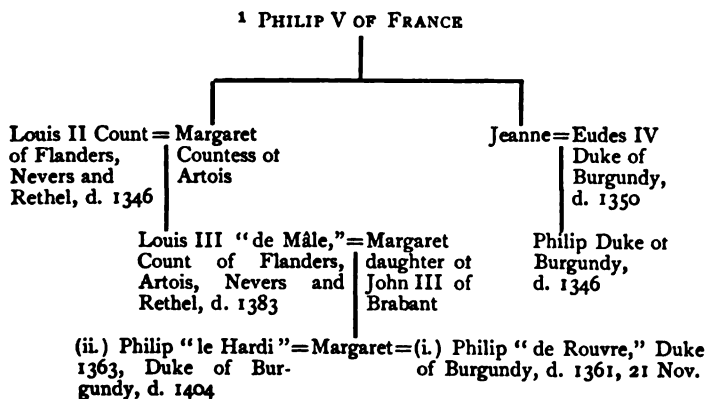 ¹ PHILIP V OF FRANCE
Louis II Count = Margaret
of Flanders, Countess ot
Nevers and Artois
Rethel, d. 1346
Jeanne = Eudes IV
Duke of
Burgundy,
d. 1350
Louis III "de Mâle," = Margaret
Count of Flanders, daughter ot
Artois, Nevers and John III of
Rethel, d. 1383 Brabant
Philip Duke ot
Burgundy,
d. 1346
(ii.) Philip "le Hardi" = Margaret = (i.) Philip "de Rouvre," Duke
1363, Duke of Bur- of Burgundy, d. 1361, 21 Nov.
gundy, d. 1404